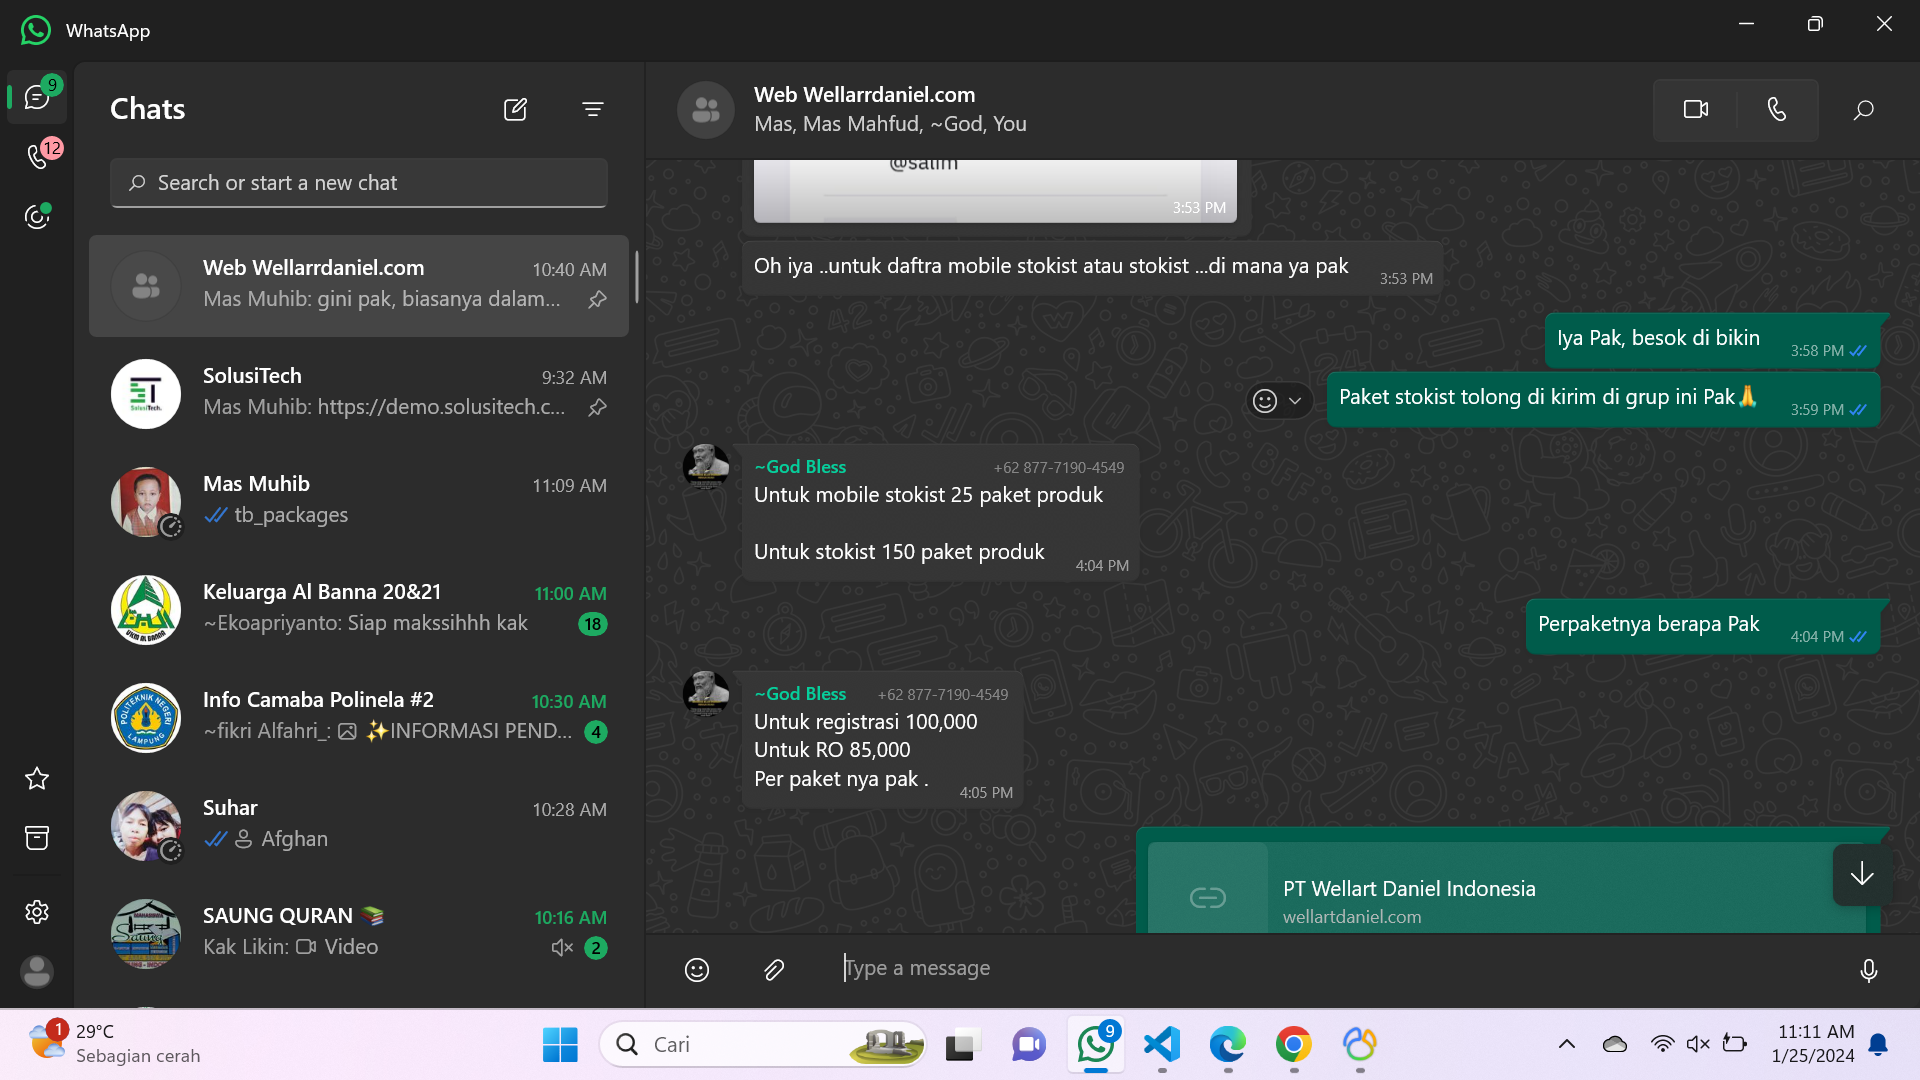 WhatsApp
9
12
Chats
Search or start a new chat
Web Wellarrdaniel.com
10:40 AM
Mas Muhib: gini pak, biasanya dalam...
SolusiTech
9:32 AM
Mas Muhib: https://demo.solusitech.c...
Mas Muhib
11:09 AM
tb_packages
Keluarga Al Banna 20&21
11:00 AM
~Ekoapriyanto: Siap makssihhh kak
18
Info Camaba Polinela #2
10:30 AM
~fikri Alfahri_: ✨INFORMASI PEND...
4
Suhar
10:28 AM
Afghan
SAUNG QURAN 📚
10:16 AM
Kak Likin: Video
2
Web Wellarrdaniel.com
Mas, Mas Mahfud, ~God, You
@salim
3:53 PM
Oh iya ..untuk daftra mobile stokist atau stokist ...di mana ya pak
3:53 PM
Iya Pak, besok di bikin
3:58 PM
Paket stokist tolong di kirim di grup ini Pak🙏
3:59 PM
~God Bless
+62 877-7190-4549
Untuk mobile stokist 25 paket produk
Untuk stokist 150 paket produk
4:04 PM
Perpaketnya berapa Pak
4:04 PM
~God Bless
+62 877-7190-4549
Untuk registrasi 100,000
Untuk RO 85,000
Per paket nya pak .
4:05 PM
PT Wellart Daniel Indonesia
wellartdaniel.com
Type a message
1
29°C
Sebagian cerah
Cari
9
11:11 AM
1/25/2024